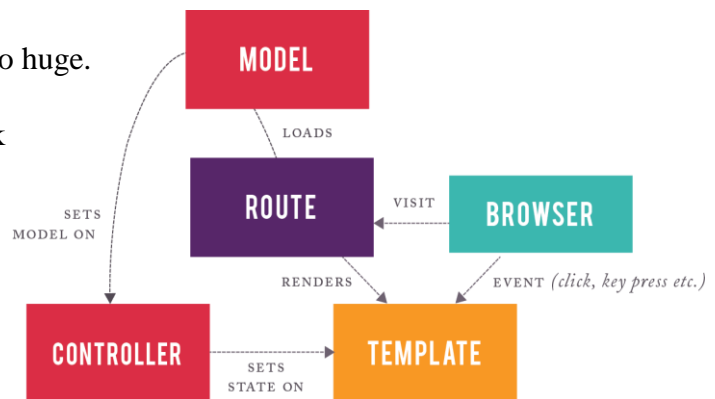 o huge.
MODEL
LOADS
ROUTE
VISIT
BROWSER
SETS
MODEL ON
RENDERS
EVENT (click, key press etc.)
CONTROLLER
SETS
STATE ON
TEMPLATE